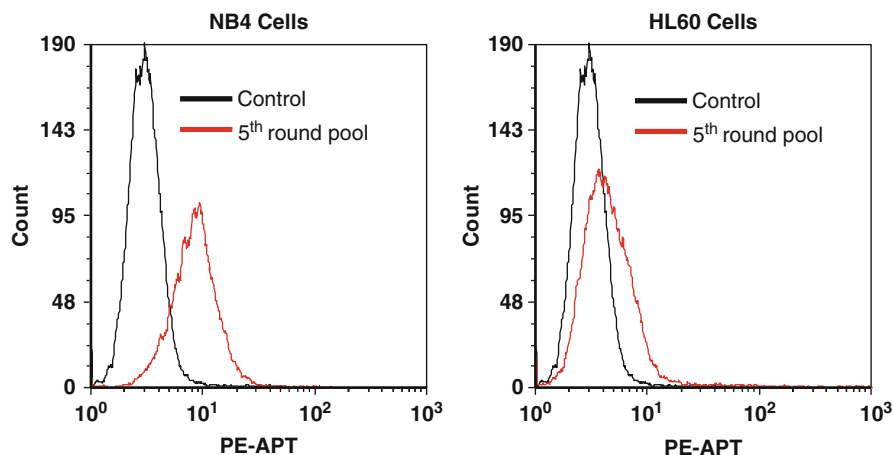 NB4 Cells
190
143
95
48
0
Count
Control
5th round pool
10^0
10^1
10^2
10^3
PE-APT
HL60 Cells
190
143
95
48
0
Count
Control
5th round pool
10^0
10^1
10^2
10^3
PE-APT